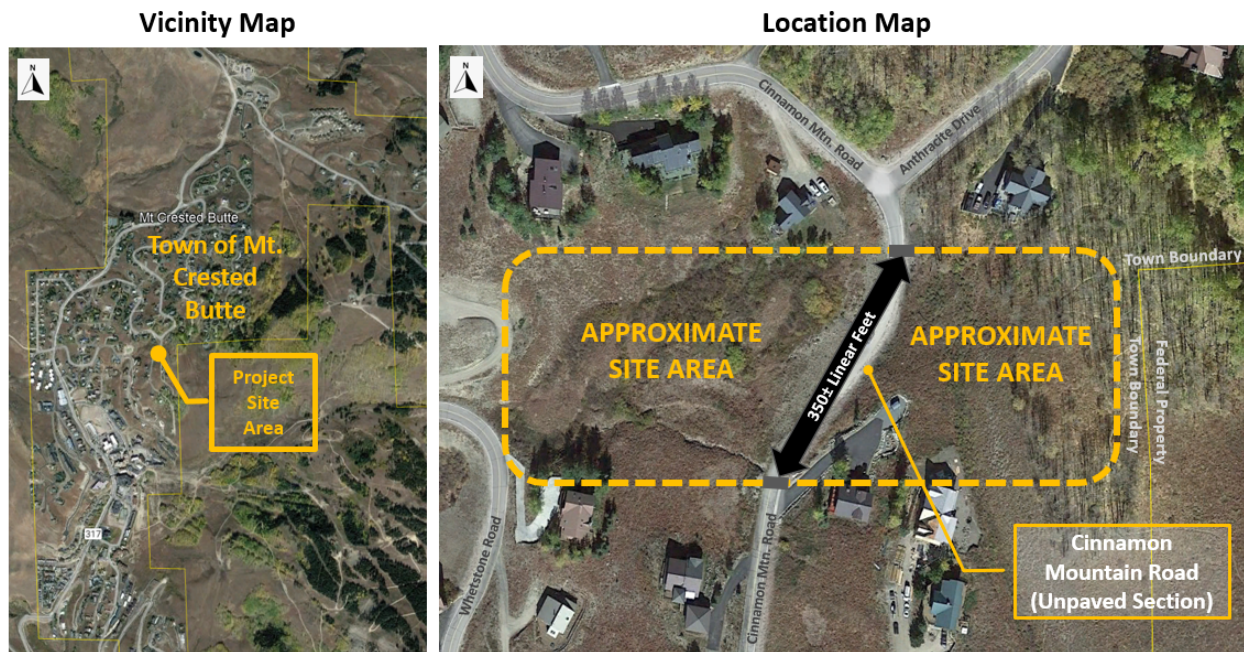 Vicinity Map
N
Mt Crested Butte
Town of Mt.
Crested
Butte
Project
Site
Area
317
Location Map
N
Cinnamon Mtn. Road
Anthracite Drive
Town Boundary
APPROXIMATE
SITE AREA
350± Linear Feet
APPROXIMATE
SITE AREA
Town Boundary
Federal Property
Whetstone Road
Cinnamon Mtn. Road
Cinnamon
Mountain Road
(Unpaved Section)